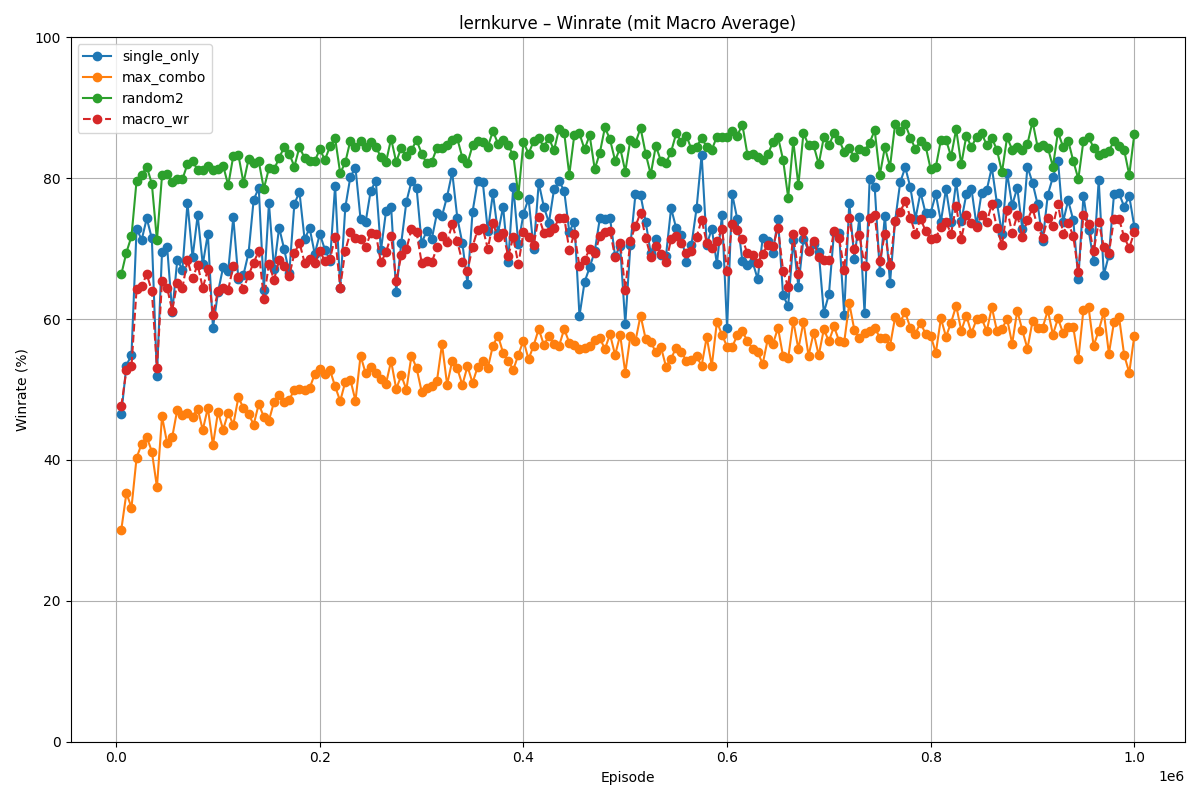 lernkurve – Winrate (mit Macro Average)
100
80
60
40
20
0
Winrate (%)
single_only
max_combo
random2
macro_wr
0.0
0.2
0.4
0.6
0.8
1.0
1e6
Episode